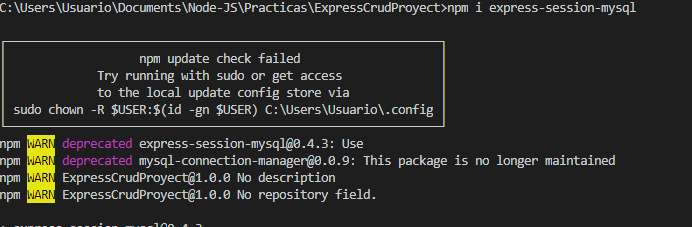 C:\Users\Usuario\Documents\Node-JS\Practicas\ExpressCrudProyect>npm i express-session-mysql
npm update check failed
Try running with sudo or get access
to the local update config store via
sudo chown -R $USER:$(id -gn $USER) C:\Users\Usuario\.config
npm WARN deprecated express-session-mysql@0.4.3: Use
npm WARN deprecated mysql-connection-manager@0.0.9: This package is no longer maintained
npm WARN ExpressCrudProyect@1.0.0 No description
npm WARN ExpressCrudProyect@1.0.0 No repository field.